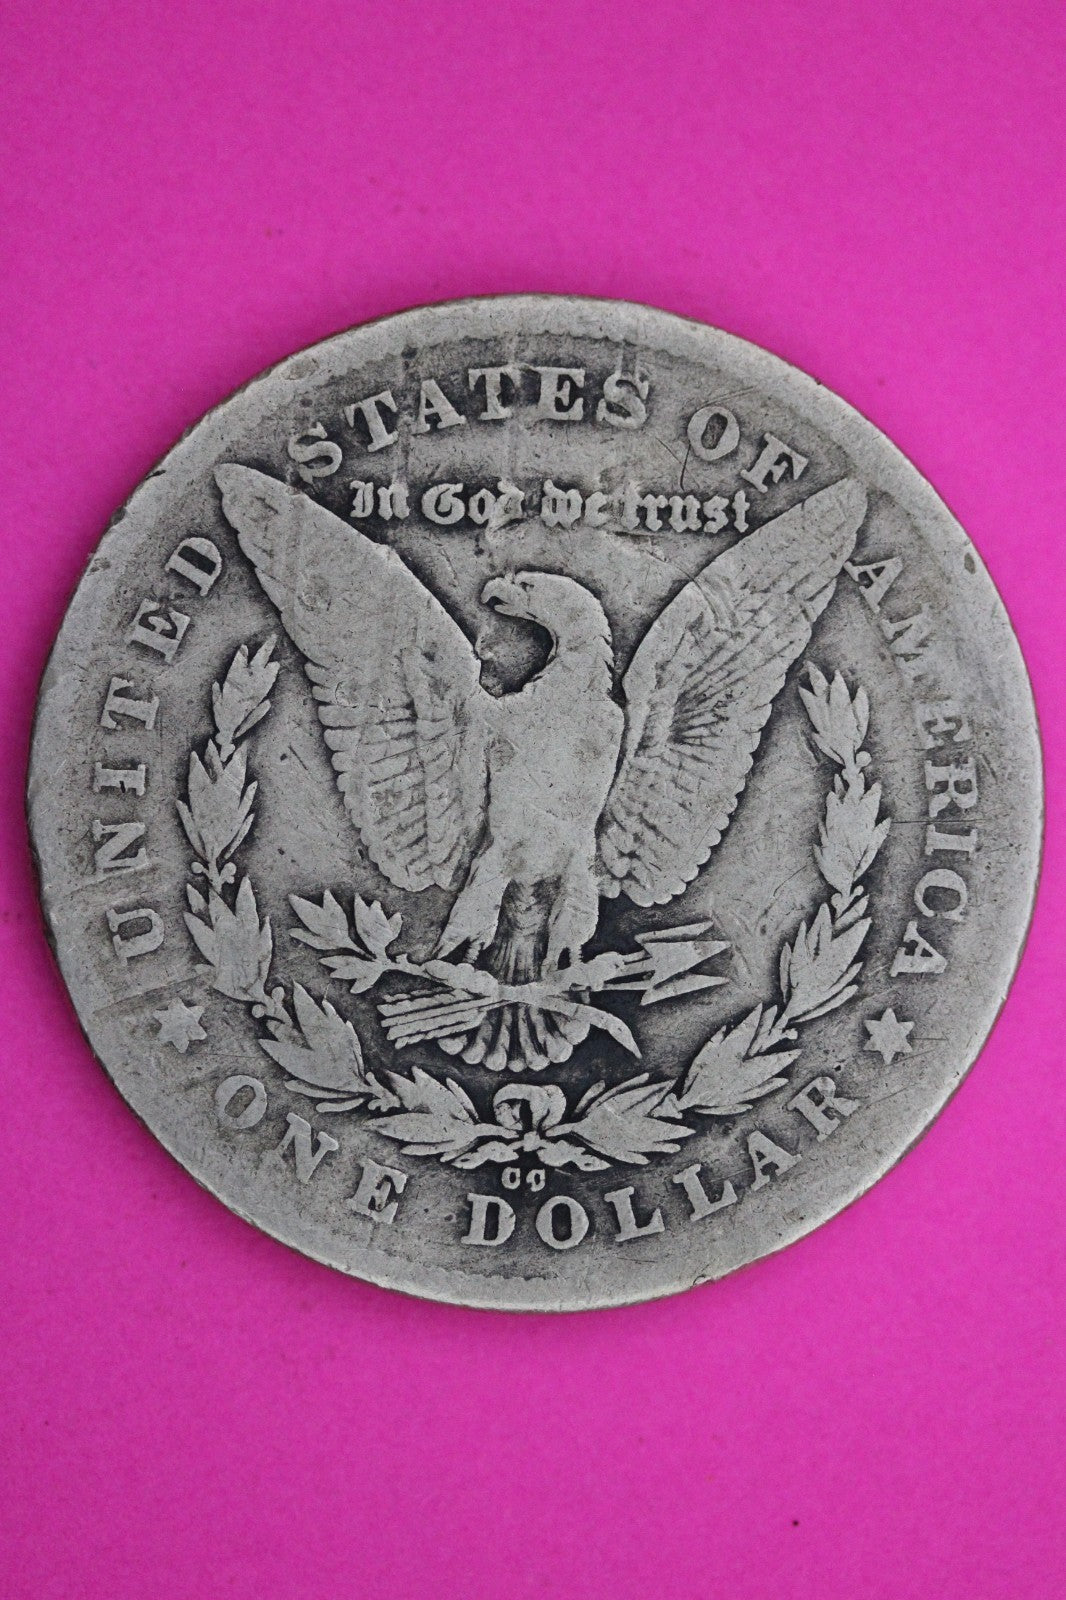 UNITED STATES OF AMERICA
In God we trust
CC
ONE DOLLAR